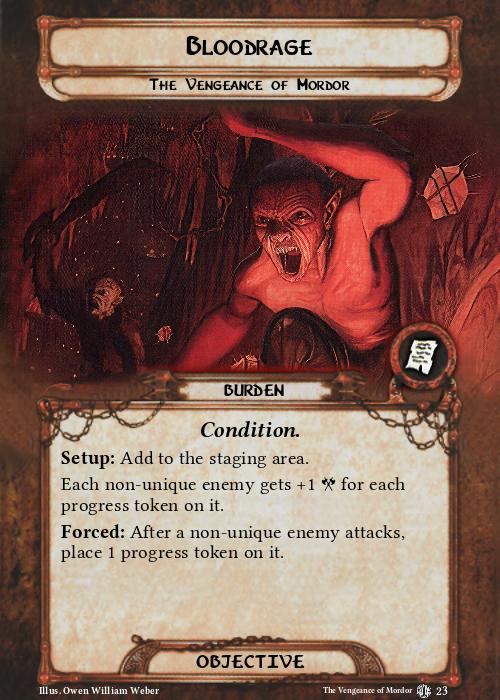 Bloodrage
The Vengeance of Mordor
BURDEN
Condition.
Setup: Add to the staging area.
Each non-unique enemy gets +1 for each
progress token on it.
Forced: After a non-unique enemy attacks,
place 1 progress token on it.
OBJECTIVE
Illus. Owen William Weber
The Vengeance of Mordor 23